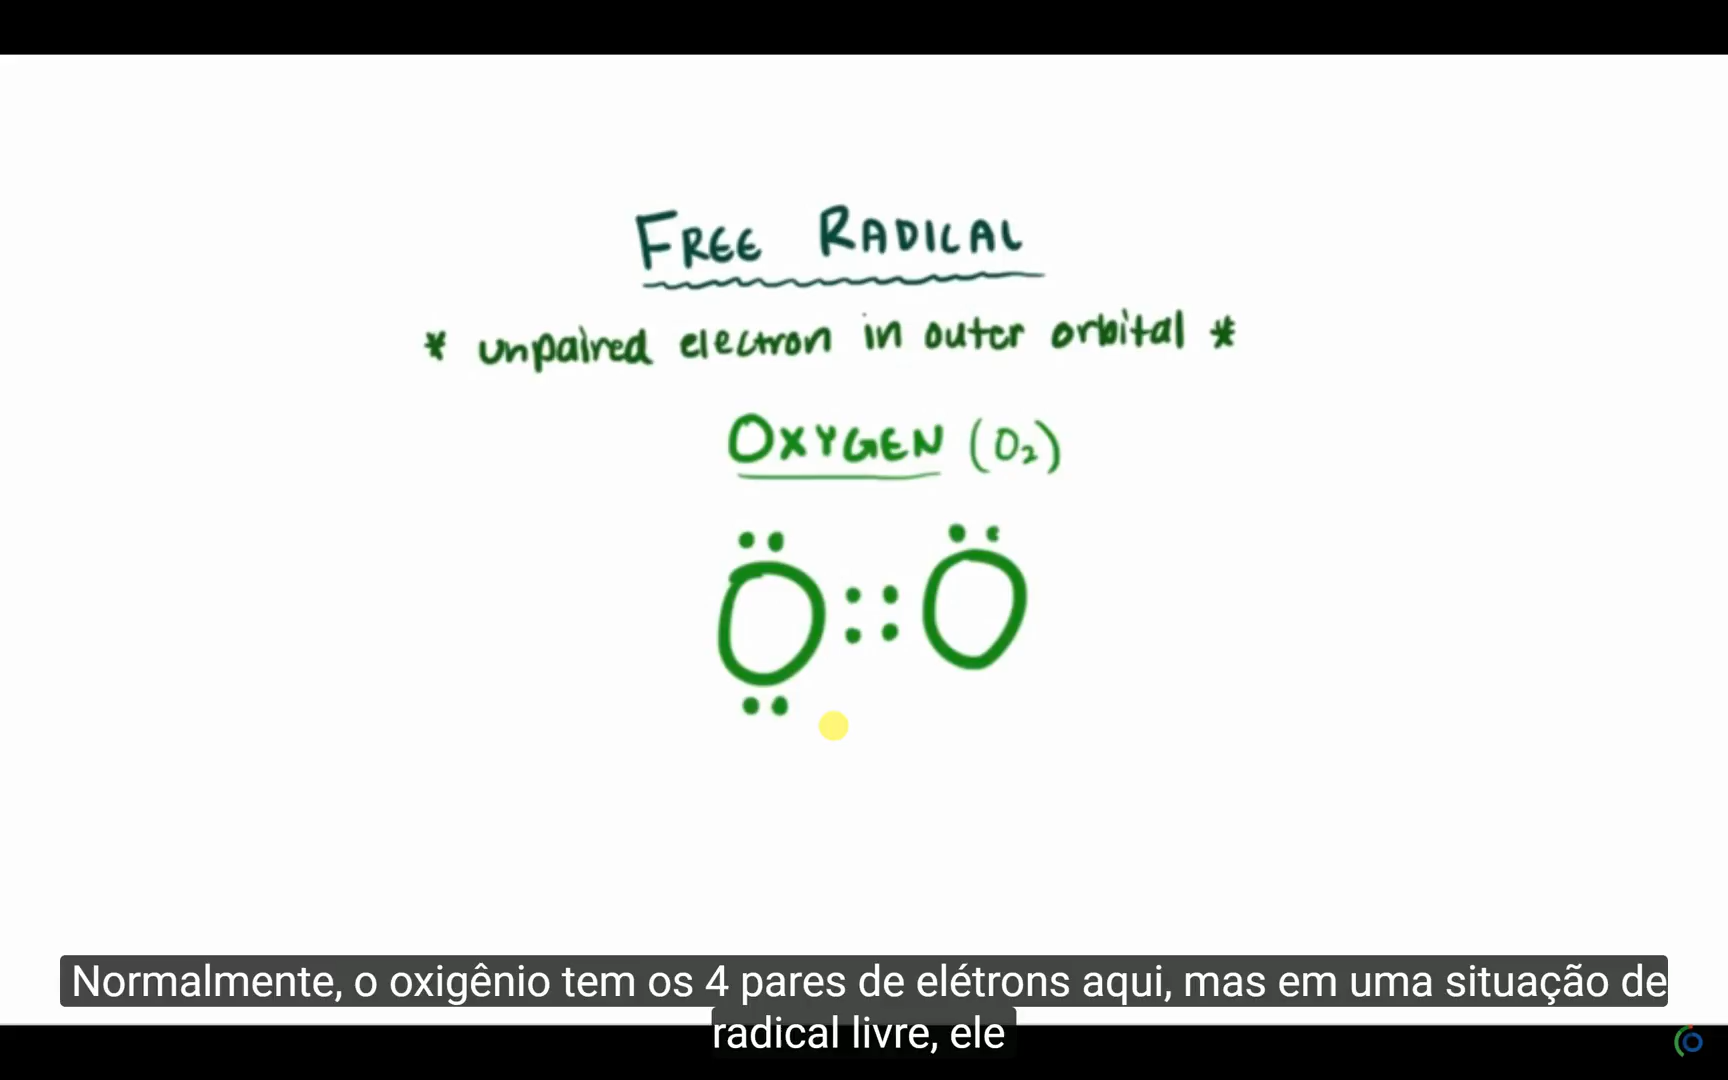 FREE RADICAL
* unpaired electron in outer orbital *
OXYGEN (O₂)
O :: O
Normalmente, o oxigênio tem os 4 pares de elétrons aqui, mas em uma situação de
radical livre, ele